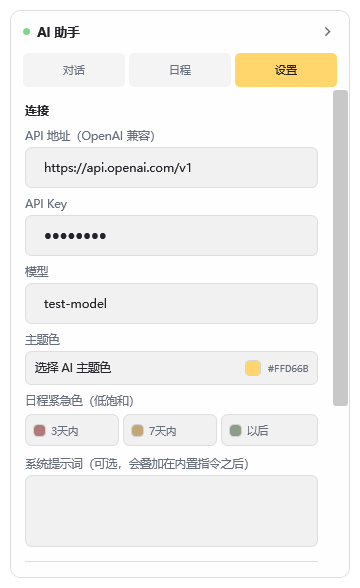 AI 助手
对话 日程 设置
连接
API 地址（OpenAI 兼容）
https://api.openai.com/v1
API Key
●●●●●●●●
模型
test-model
主题色
选择 AI 主题色 #FFD66B
日程紧急色（低饱和）
3天内 7天内 以后
系统提示词（可选，会叠加在内置指令之后）